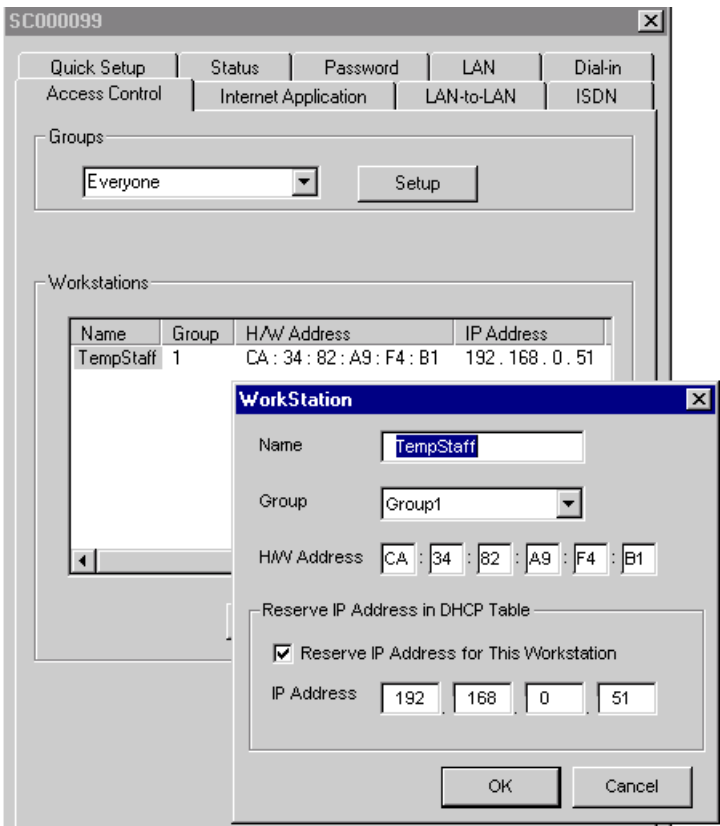 SC000099
Quick Setup Status Password LAN Dial-in
Access Control Internet Application LAN-to-LAN ISDN
Groups
Everyone Setup
Workstations
Name Group H/W Address IP Address
TempStaff 1 CA : 34 : 82 : A9 : F4 : B1 192 . 168 . 0 . 51
WorkStation
Name TempStaff
Group Group1
H/W Address CA : 34 : 82 : A9 : F4 : B1
Reserve IP Address in DHCP Table
Reserve IP Address for This Workstation
IP Address 192 . 168 . 0 . 51
OK Cancel